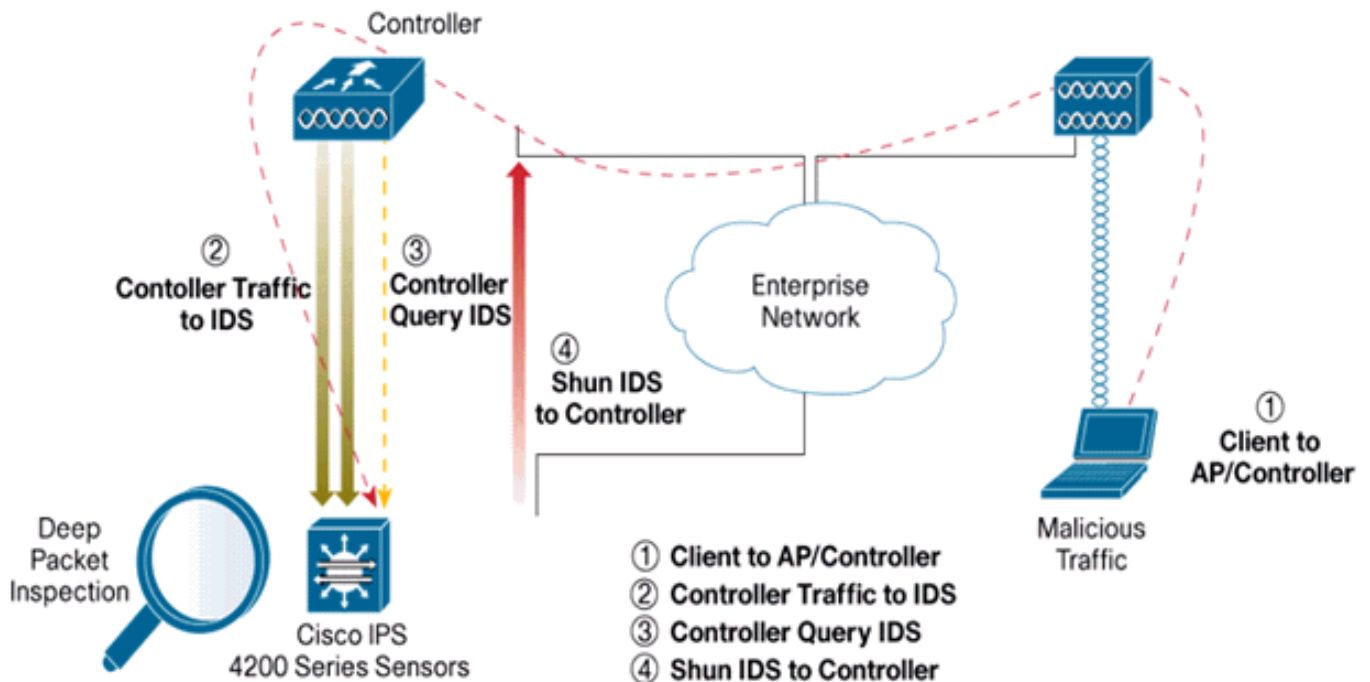 Controller
②
Contoller Traffic
to IDS
③
Controller
Query IDS
④
Shun IDS
to Controller
Enterprise
Network
①
Client to
AP/Controller
Deep
Packet
Inspection
Cisco IPS
4200 Series Sensors
Malicious
Traffic
① Client to AP/Controller
② Controller Traffic to IDS
③ Controller Query IDS
④ Shun IDS to Controller